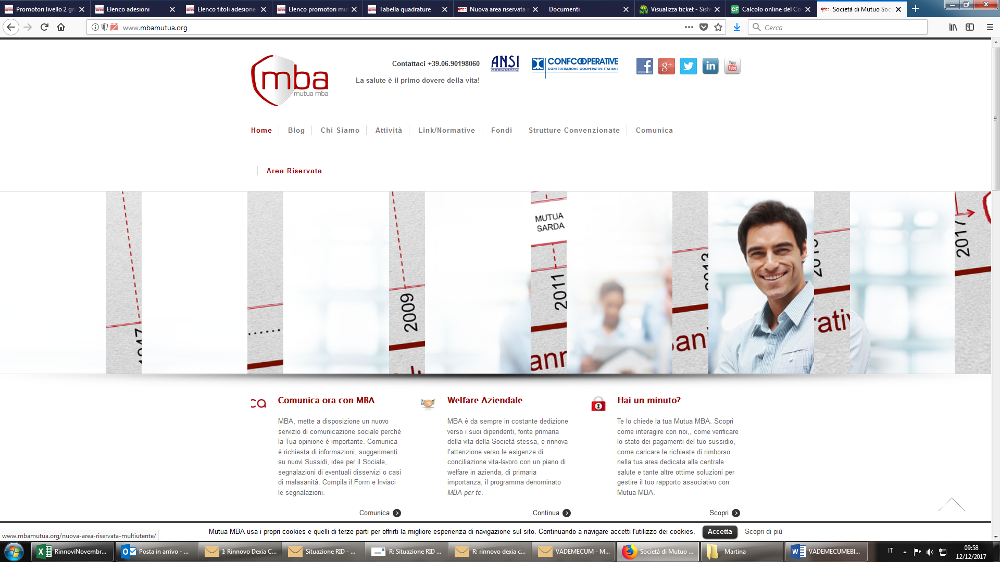 Promotori livello 2 gru
Elenco adesioni
Elenco titoli adesione
Elenco promotori mu
Tabella quadrature
Nuova area riservata
Documenti
Visualizza ticket - Siste
Calcolo online del Co
Società di Mutuo Soc
www.mbamutua.org
Cerca
mba
mutua mba
Contattaci +39.06.90198060
La salute è il primo dovere della vita!
ANSI
ASSOCIATO
CONFCOOPERATIVE
CONFEDERAZIONE COOPERATIVE ITALIANE
f
g+
in
You
Tube
Home
Blog
Chi Siamo
Attività
Link/Normative
Fondi
Strutture Convenzionate
Comunica
Area Riservata
MUTUA
SARDA
2009
2011
2013
2017
anr
ani
rativ
Comunica ora con MBA
MBA, mette a disposizione un nuovo
servizio di comunicazione sociale perché
la Tua opinione è importante. Comunica
è richiesta di informazioni, suggerimenti
su nuovi Sussidi, idee per il Sociale,
segnalazioni di eventuali disservizi o casi
di malasanità. Compila il Form e Inviaci
le segnalazioni.
Comunica
Welfare Aziendale
MBA è da sempre in costante dedizione
verso i suoi dipendenti, fonte primaria
della vita della Società stessa, e rinnova
l'attenzione verso le esigenze di
conciliazione vita-lavoro con un piano di
welfare in azienda, di primaria
importanza, il programma denominato
MBA per te.
Continua
Hai un minuto?
Te lo chiede la tua Mutua MBA. Scopri
come interagire con noi,, come verificare
lo stato dei pagamenti del tuo sussidio,
come caricare le richieste di rimborso
nella tua area dedicata alla centrale
salute e tante altre ottime soluzioni per
gestire il tuo rapporto associativo con
Mutua MBA.
Scopri
www.mbamutua.org/nuova-area-riservata-multiutente/
Mutua MBA usa i propri cookies e quelli di terze parti per offrirti la migliore esperienza di navigazione sul sito. Continuando a navigare accetti l'utilizzo dei cookies.
Accetta
Scopri di più
RinnoviNovembr...
Posta in arrivo - ...
I: Rinnovo Dexia C...
Situazione RID - ...
R: Situazione RID ...
R: rinnovo dexia c...
VADEMECUM - M...
Società di Mutuo ...
Martina
VADEMECUMEBI...
IT
09:58
12/12/2017